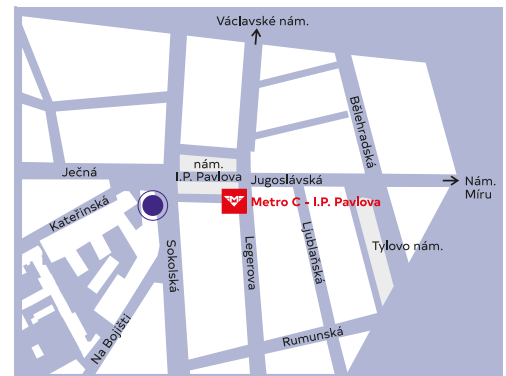 Václavské nám.
Bělehradská
nám.
I.P. Pavlova
Ječná
Jugoslávská
Nám.
Míru
Metro C - I.P. Pavlova
Kateřinská
Sokolská
Legerova
Ljublaňská
Tylovo nám.
Na Bojišti
Rumunská